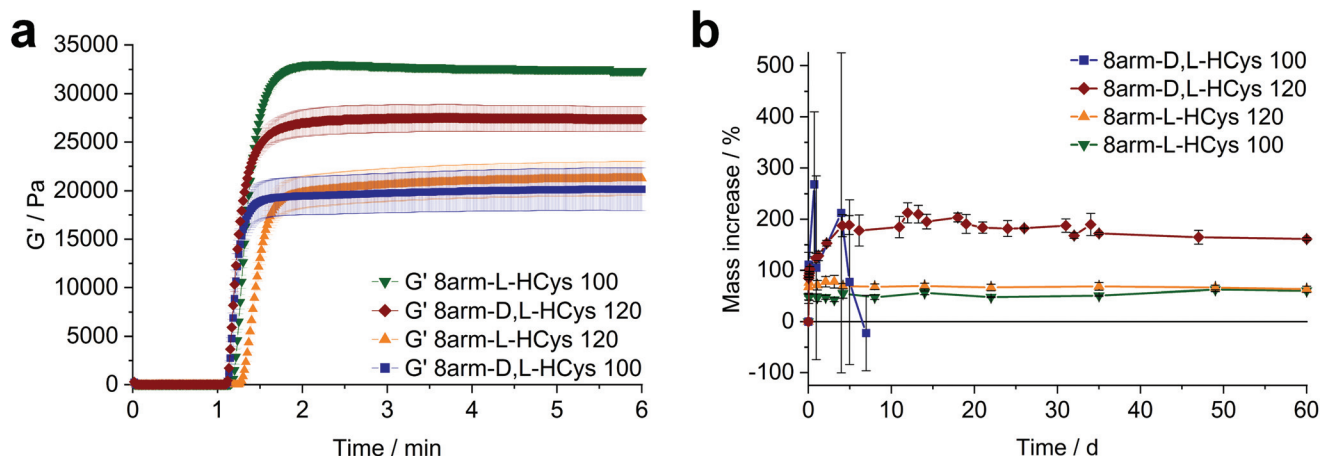 a
35000
30000
25000
20000
15000
10000
5000
0
G' / Pa
G' 8arm-L-HCys 100
G' 8arm-D,L-HCys 120
G' 8arm-L-HCys 120
G' 8arm-D,L-HCys 100
0 1 2 3 4 5 6
Time / min
b
500
400
300
200
100
0
-100
Mass increase / %
8arm-D,L-HCys 100
8arm-D,L-HCys 120
8arm-L-HCys 120
8arm-L-HCys 100
0 5 10 20 30 40 50 60
Time / d